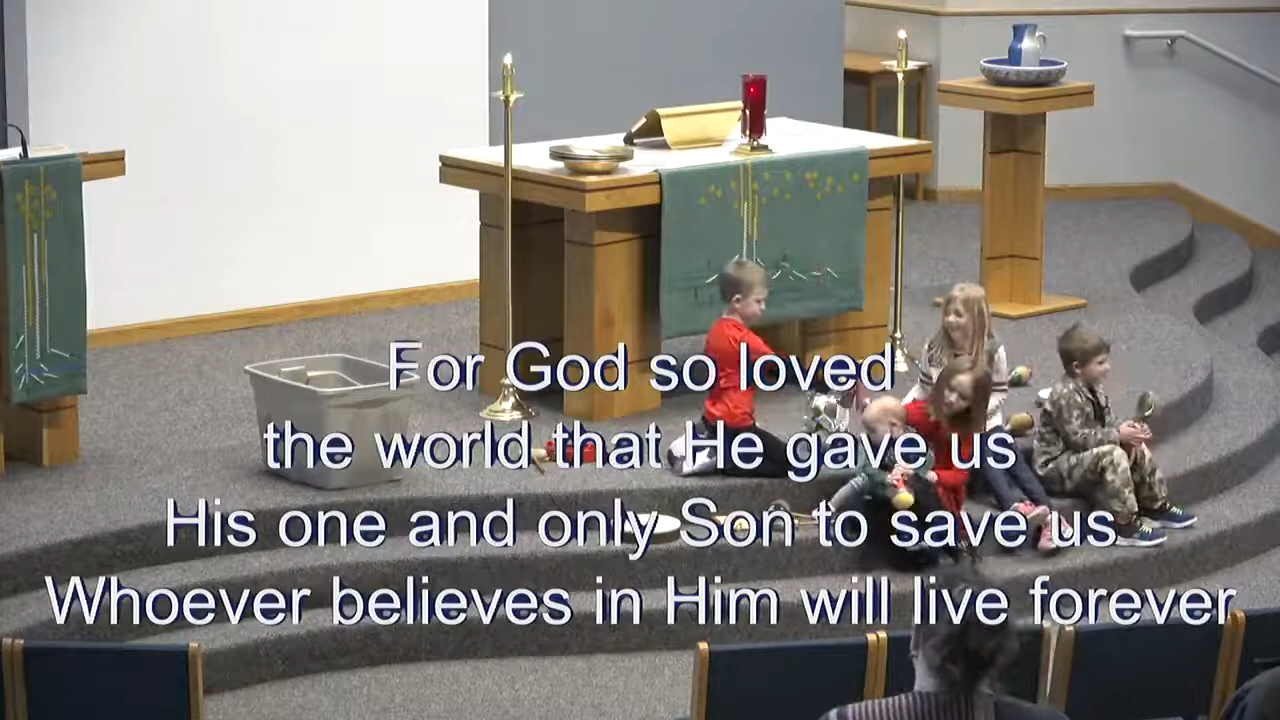 For God so loved
the world that He gave us
His one and only Son to save us
Whoever believes in Him will live forever